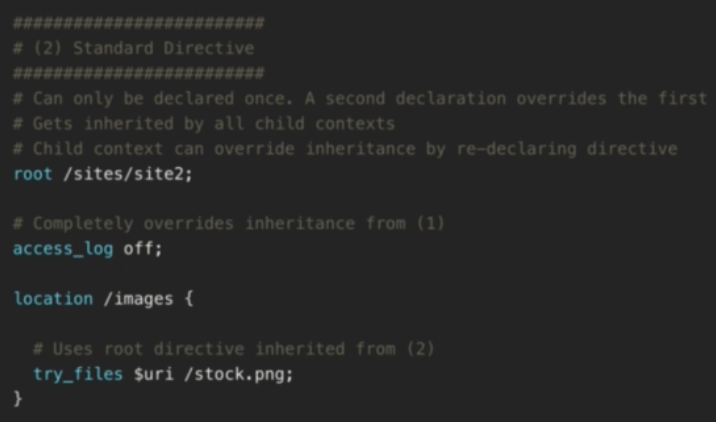 #########################
# (2) Standard Directive
#########################
# Can only be declared once. A second declaration overrides the first
# Gets inherited by all child contexts
# Child context can override inheritance by re-declaring directive
root /sites/site2;

# Completely overrides inheritance from (1)
access_log off;

location /images {

  # Uses root directive inherited from (2)
  try_files $uri /stock.png;
}